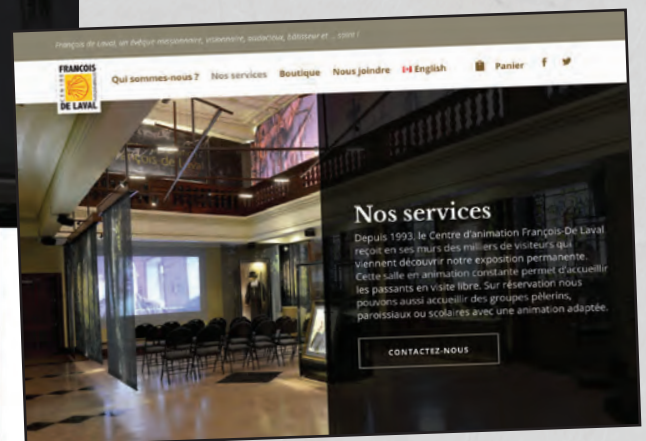 François de Laval, un évêque missionnaire, visionnaire, audacieux, bâtisseur et ... saint !
FRANÇOIS
DE LAVAL
Qui sommes-nous ? Nos services Boutique Nous joindre English Panier f
Nos services
Depuis 1993, le Centre d'animation François-De Laval
reçoit en ses murs des milliers de visiteurs qui
viennent découvrir notre exposition permanente.
Cette salle en animation constante permet d'accueillir
les passants en visite libre. Sur réservation nous
pouvons aussi accueillir des groupes pèlerins,
paroissiaux ou scolaires avec une animation adaptée.
CONTACTEZ-NOUS